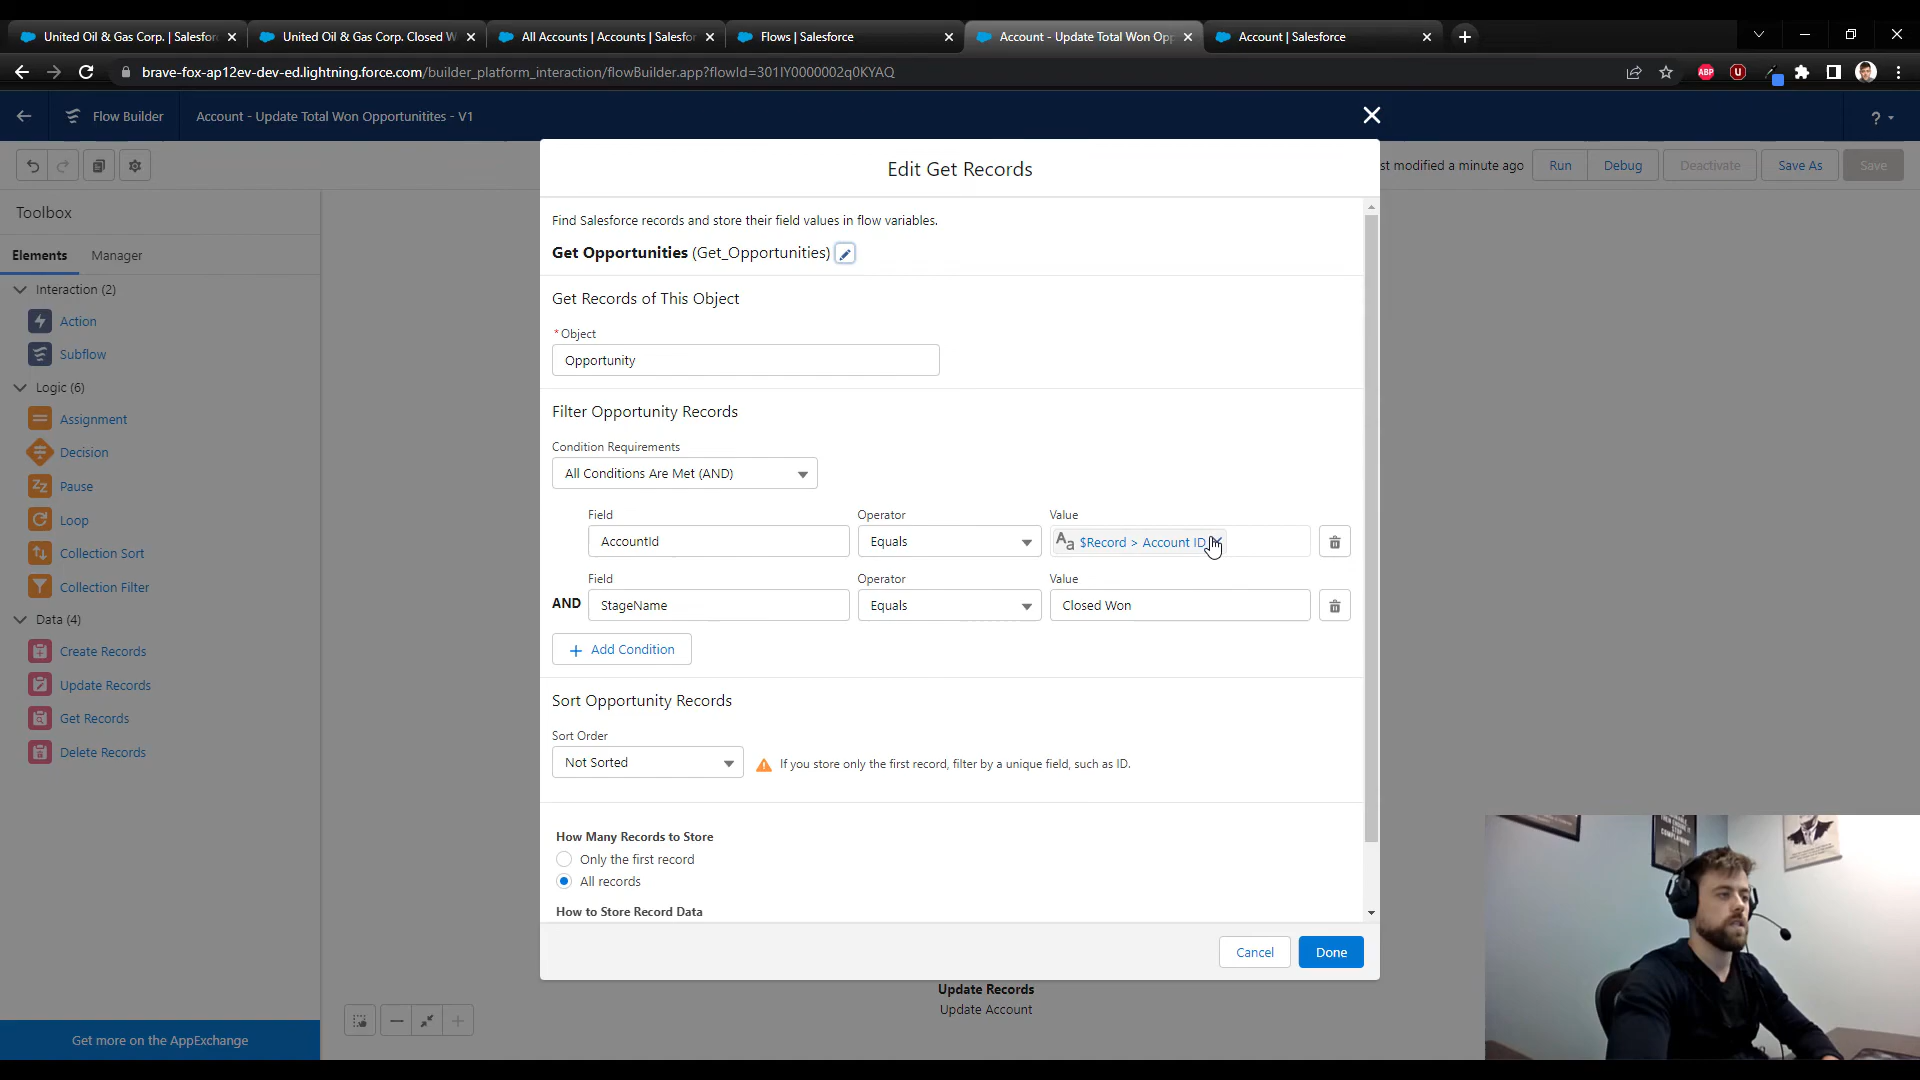 United Oil & Gas Corp. | Salesfor
United Oil & Gas Corp. Closed W
All Accounts | Accounts | Salesfor
Flows | Salesforce
Account - Update Total Won Opp
Account | Salesforce
brave-fox-ap12ev-dev-ed.lightning.force.com/builder_platform_interaction/flowBuilder.app?flowId=301IY0000002q0KYAQ
ABP
Flow Builder
Account - Update Total Won Opportunitites - V1
?
st modified a minute ago
Run
Debug
Deactivate
Save As
Save
Toolbox
Elements
Manager
Interaction (2)
Action
Subflow
Logic (6)
Assignment
Decision
Pause
Loop
Collection Sort
Collection Filter
Data (4)
Create Records
Update Records
Get Records
Delete Records
Get more on the AppExchange
Edit Get Records
Find Salesforce records and store their field values in flow variables.
Get Opportunities (Get_Opportunities)
Get Records of This Object
*Object
Opportunity
Filter Opportunity Records
Condition Requirements
All Conditions Are Met (AND)
Field
Operator
Value
AccountId
Equals
Aa $Record > Account ID
Field
Operator
Value
AND
StageName
Equals
Closed Won
+ Add Condition
Sort Opportunity Records
Sort Order
Not Sorted
If you store only the first record, filter by a unique field, such as ID.
How Many Records to Store
Only the first record
All records
How to Store Record Data
Cancel
Done
Update Records
Update Account